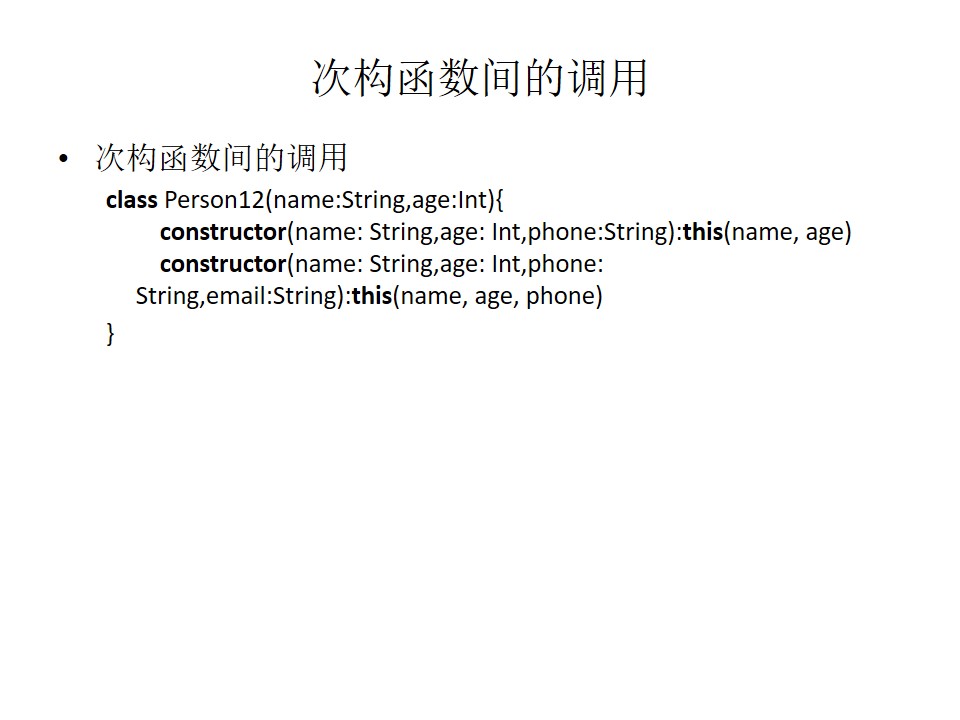 次构函数间的调用
• 次构函数间的调用
class Person12(name:String,age:Int){
constructor(name: String,age: Int,phone:String):this(name, age)
constructor(name: String,age: Int,phone:
String,email:String):this(name, age, phone)
}